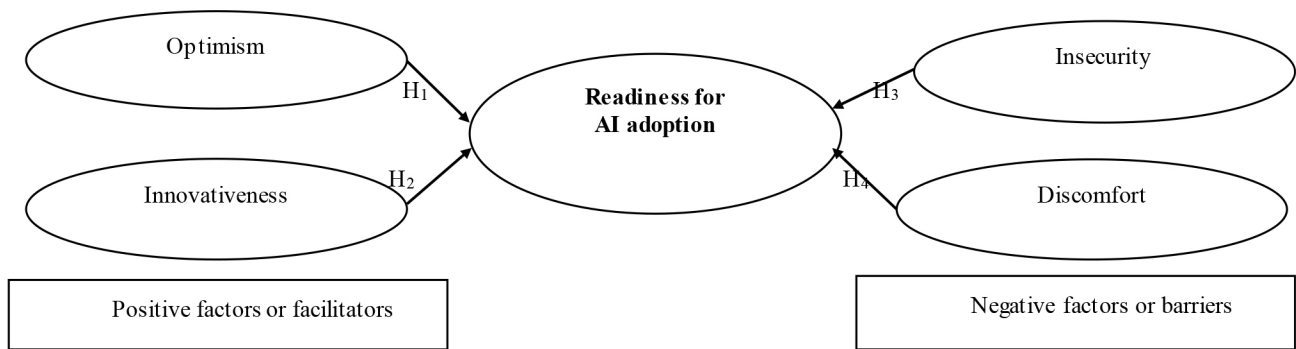 Optimism
H₁
Innovativeness
H₂
Positive factors or facilitators
Readiness for
AI adoption
Insecurity
H₃
Discomfort
H₄
Negative factors or barriers